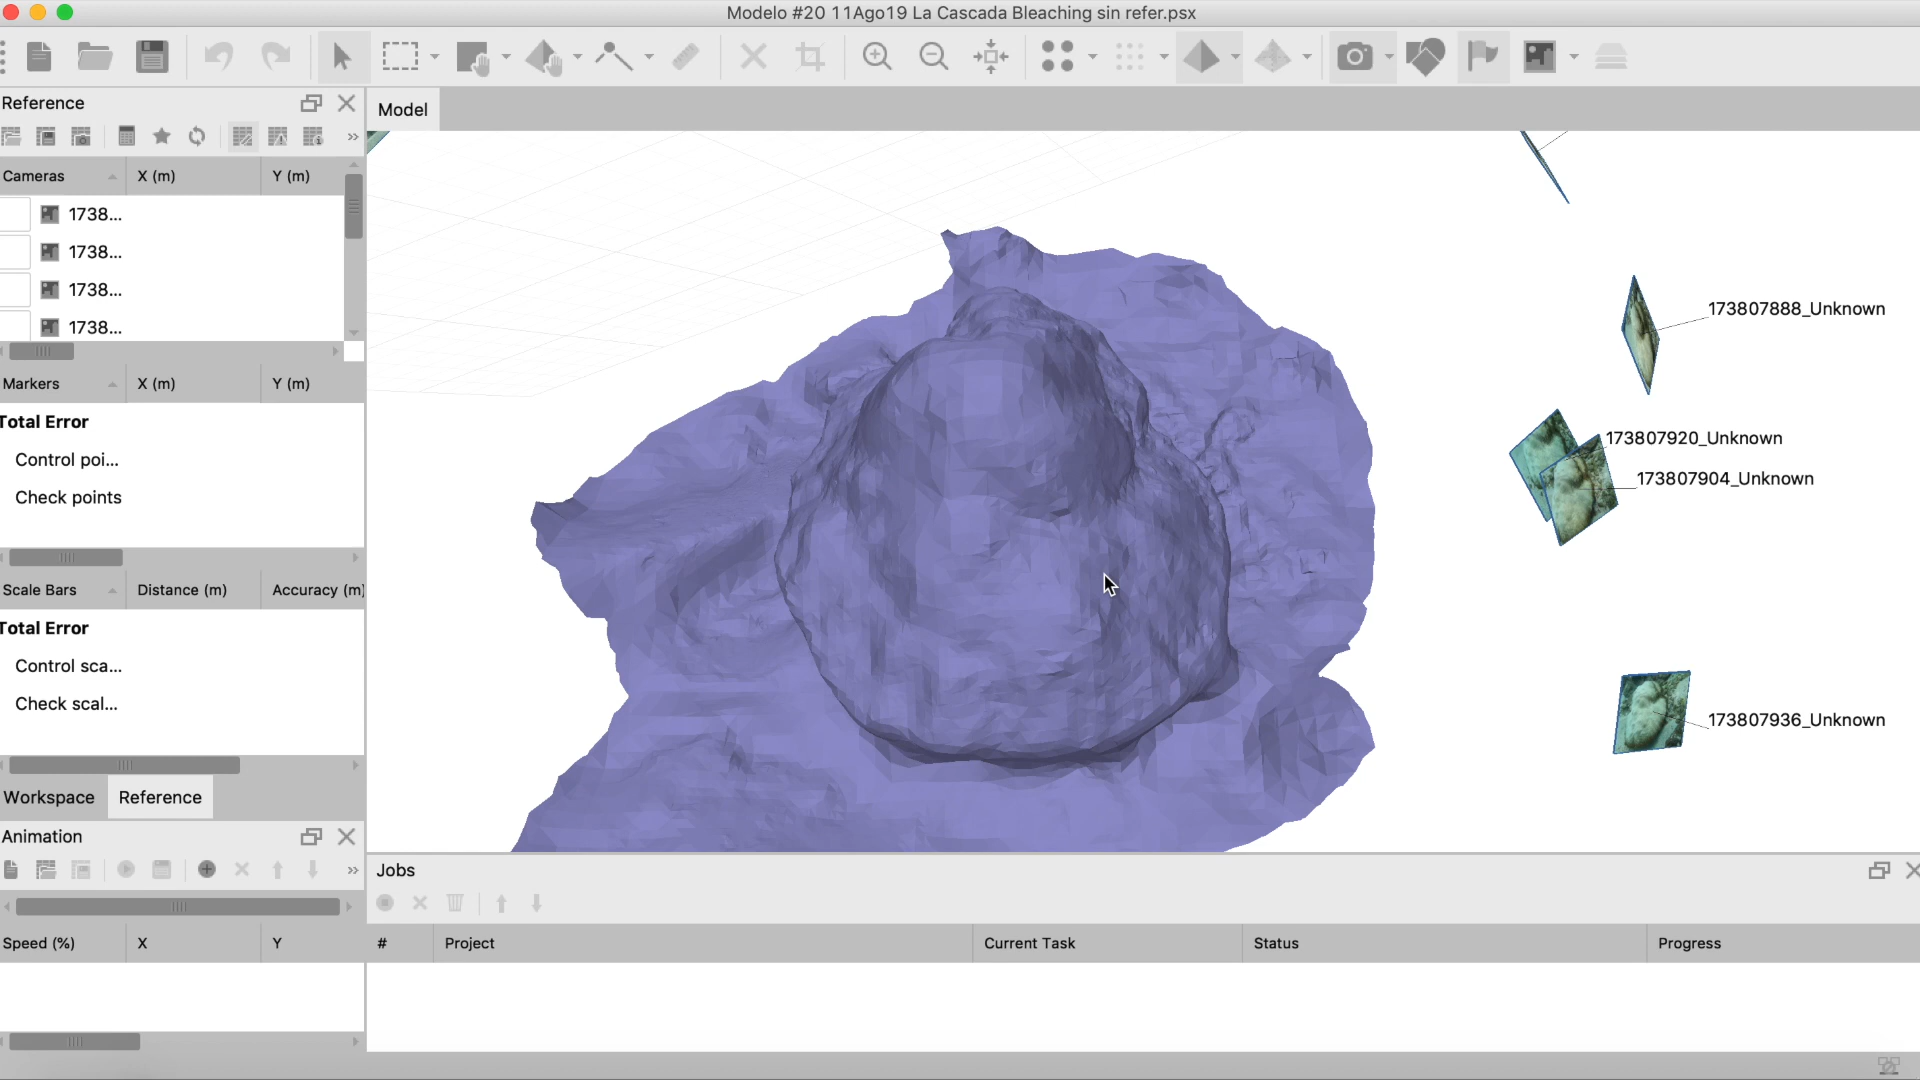 Modelo #20 11Ago19 La Cascada Bleaching sin refer.psx
Reference
Model
Cameras X (m) Y (m)
1738...
1738...
1738...
1738...
Markers X (m) Y (m)
Total Error
Control poi...
Check points
Scale Bars Distance (m) Accuracy (m)
Total Error
Control sca...
Check scal...
Workspace Reference
Animation
Speed (%) X Y
173807888_Unknown
173807920_Unknown
173807904_Unknown
173807936_Unknown
Jobs
# Project Current Task Status Progress